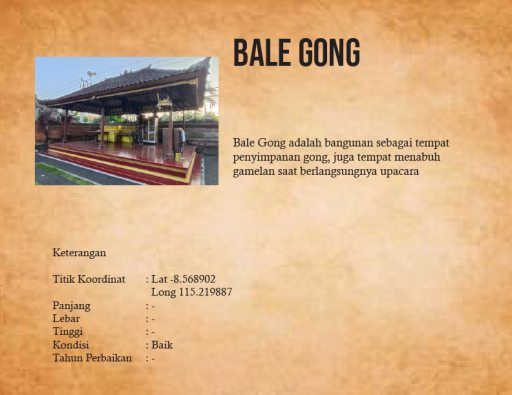 BALE GONG
Bale Gong adalah bangunan sebagai tempat
penyimpanan gong, juga tempat menabuh
gamelan saat berlangsungnya upacara
Keterangan
Titik Koordinat : Lat -8.568902
Long 115.219887
Panjang : -
Lebar : -
Tinggi : -
Kondisi : Baik
Tahun Perbaikan : -